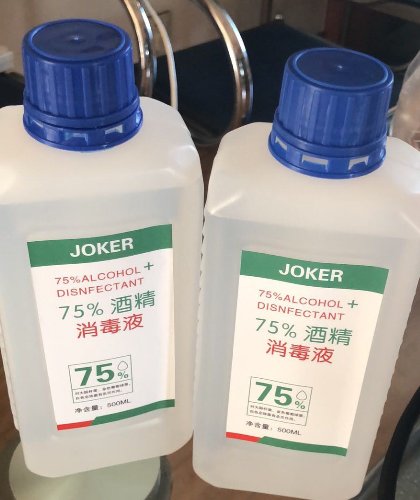 JOKER
75%ALCOHOL +
DISNFECTANT
75% 酒精
消毒液
75%
净含量: 500ML
JOKER
75%ALCOHOL +
DISNFECTANT
75% 酒精
消毒液
75%
净含量: 500ML